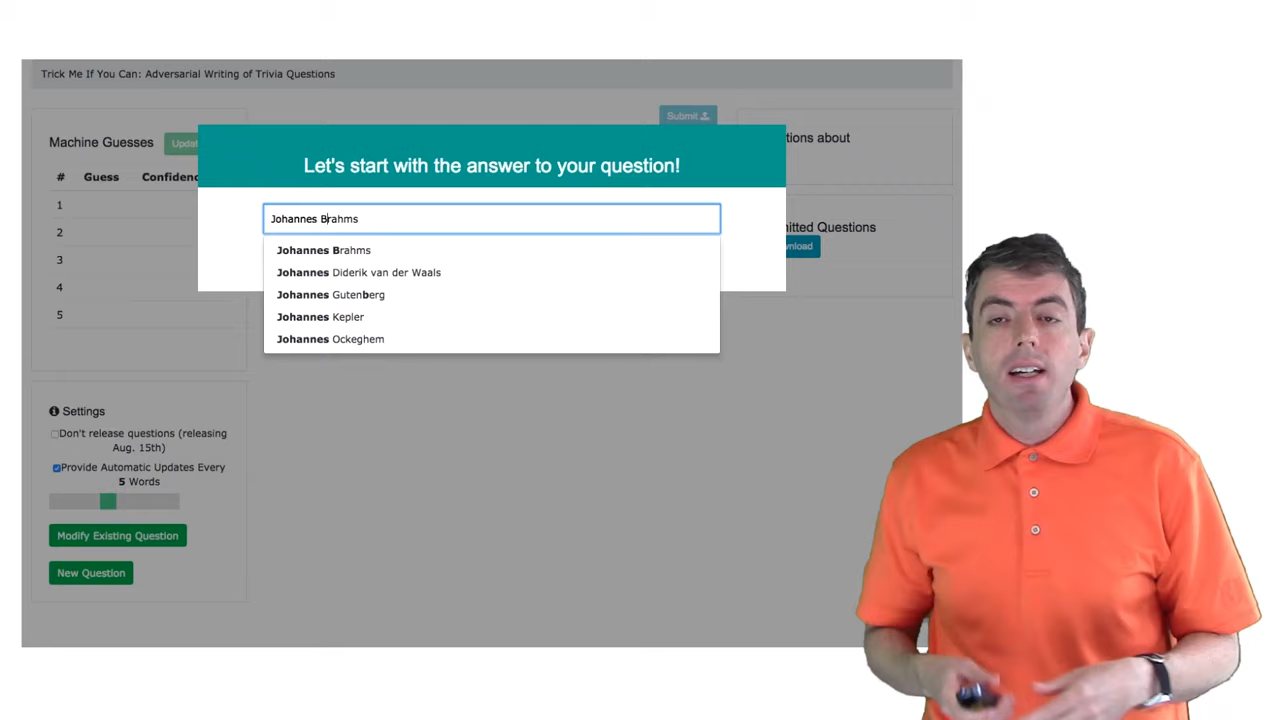 Trick Me If You Can: Adversarial Writing of Trivia Questions
Submit
Machine Guesses
tions about
Let's start with the answer to your question!
# Guess
1
2
3
4
5
Johannes Brahms
Johannes Brahms
Johannes Diderik van der Waals
Johannes Gutenberg
Johannes Kepler
Johannes Ockeghem
Questions
Settings
Don't release questions (releasing
Aug. 15th)
Provide Automatic Updates Every
5 Words
Modify Existing Question
New Question